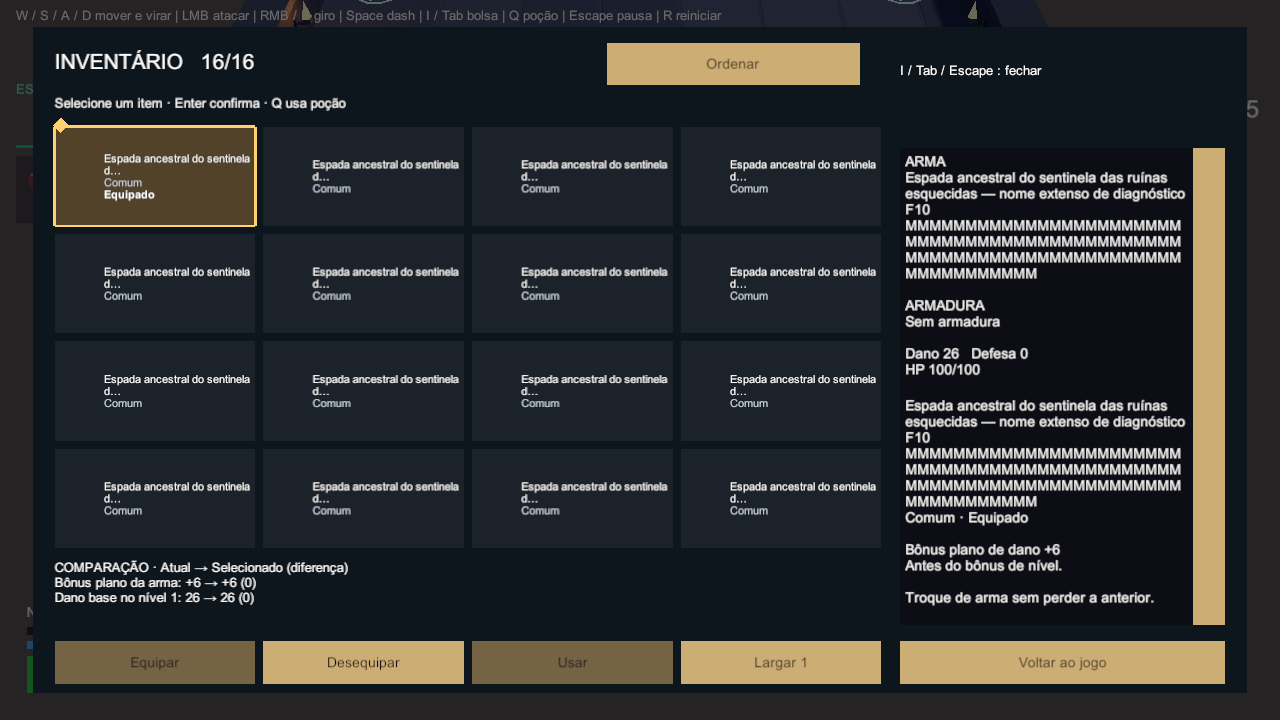 W / S / A / D mover e virar | LMB atacar | RMB / giro | Space dash | I / Tab bolsa | Q poção | Escape pausa | R reiniciar
INVENTÁRIO 16/16
Ordenar
I / Tab / Escape : fechar
ES
5
Selecione um item · Enter confirma · Q usa poção
Espada ancestral do sentinela
d...
Comum
Equipado
Espada ancestral do sentinela
d...
Comum
Espada ancestral do sentinela
d...
Comum
Espada ancestral do sentinela
d...
Comum
Espada ancestral do sentinela
d...
Comum
Espada ancestral do sentinela
d...
Comum
Espada ancestral do sentinela
d...
Comum
Espada ancestral do sentinela
d...
Comum
Espada ancestral do sentinela
d...
Comum
Espada ancestral do sentinela
d...
Comum
Espada ancestral do sentinela
d...
Comum
Espada ancestral do sentinela
d...
Comum
Espada ancestral do sentinela
d...
Comum
Espada ancestral do sentinela
d...
Comum
Espada ancestral do sentinela
d...
Comum
Espada ancestral do sentinela
d...
Comum
COMPARAÇÃO · Atual → Selecionado (diferença)
Bônus plano da arma: +6 → +6 (0)
Dano base no nível 1: 26 → 26 (0)
ARMA
Espada ancestral do sentinela das ruínas
esquecidas — nome extenso de diagnóstico
F10
MMMMMMMMMMMMMMMMMMMMMMM
MMMMMMMMMMMMMMMMMMMMMMM
MMMMMMMMMMMMMMMMMMMMMMM
MMMMMMMMMMM
ARMADURA
Sem armadura
Dano 26 Defesa 0
HP 100/100
Espada ancestral do sentinela das ruínas
esquecidas — nome extenso de diagnóstico
F10
MMMMMMMMMMMMMMMMMMMMMMM
MMMMMMMMMMMMMMMMMMMMMMM
MMMMMMMMMMMMMMMMMMMMMMM
MMMMMMMMMMM
Comum · Equipado
Bônus plano de dano +6
Antes do bônus de nível.
Troque de arma sem perder a anterior.
Equipar
Desequipar
Usar
Largar 1
Voltar ao jogo